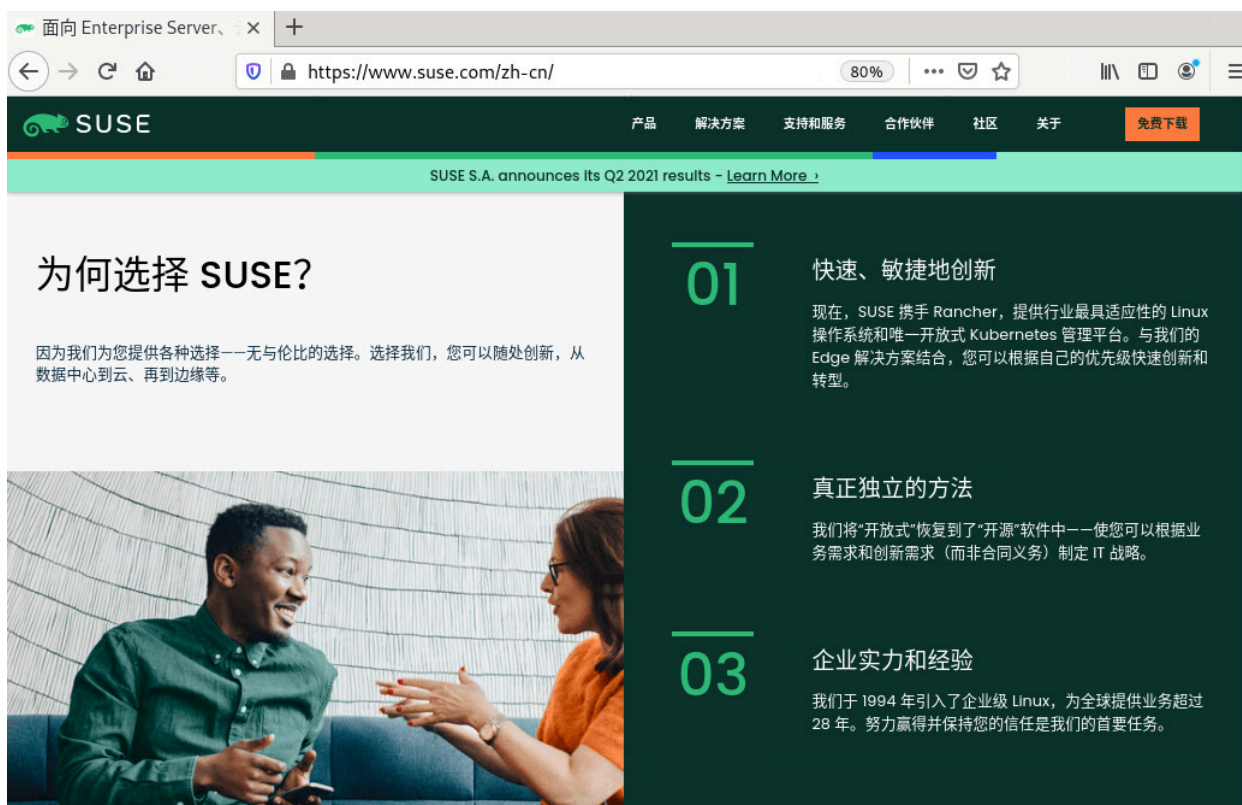 面向 Enterprise Server、
https://www.suse.com/zh-cn/
80%
SUSE
产品
解决方案
支持和服务
合作伙伴
社区
关于
免费下载
SUSE S.A. announces its Q2 2021 results - Learn More ›
为何选择 SUSE?
因为我们为您提供各种选择——无与伦比的选择。选择我们，您可以随处创新，从
数据中心到云、再到边缘等。
01
快速、敏捷地创新
现在，SUSE 携手 Rancher，提供行业最具适应性的 Linux
操作系统和唯一开放式 Kubernetes 管理平台。与我们的
Edge 解决方案结合，您可以根据自己的优先级快速创新和
转型。
02
真正独立的方法
我们将“开放式”恢复到了“开源”软件中——使您可以根据业
务需求和创新需求（而非合同义务）制定 IT 战略。
03
企业实力和经验
我们于 1994 年引入了企业级 Linux，为全球提供业务超过
28 年。努力赢得并保持您的信任是我们的首要任务。